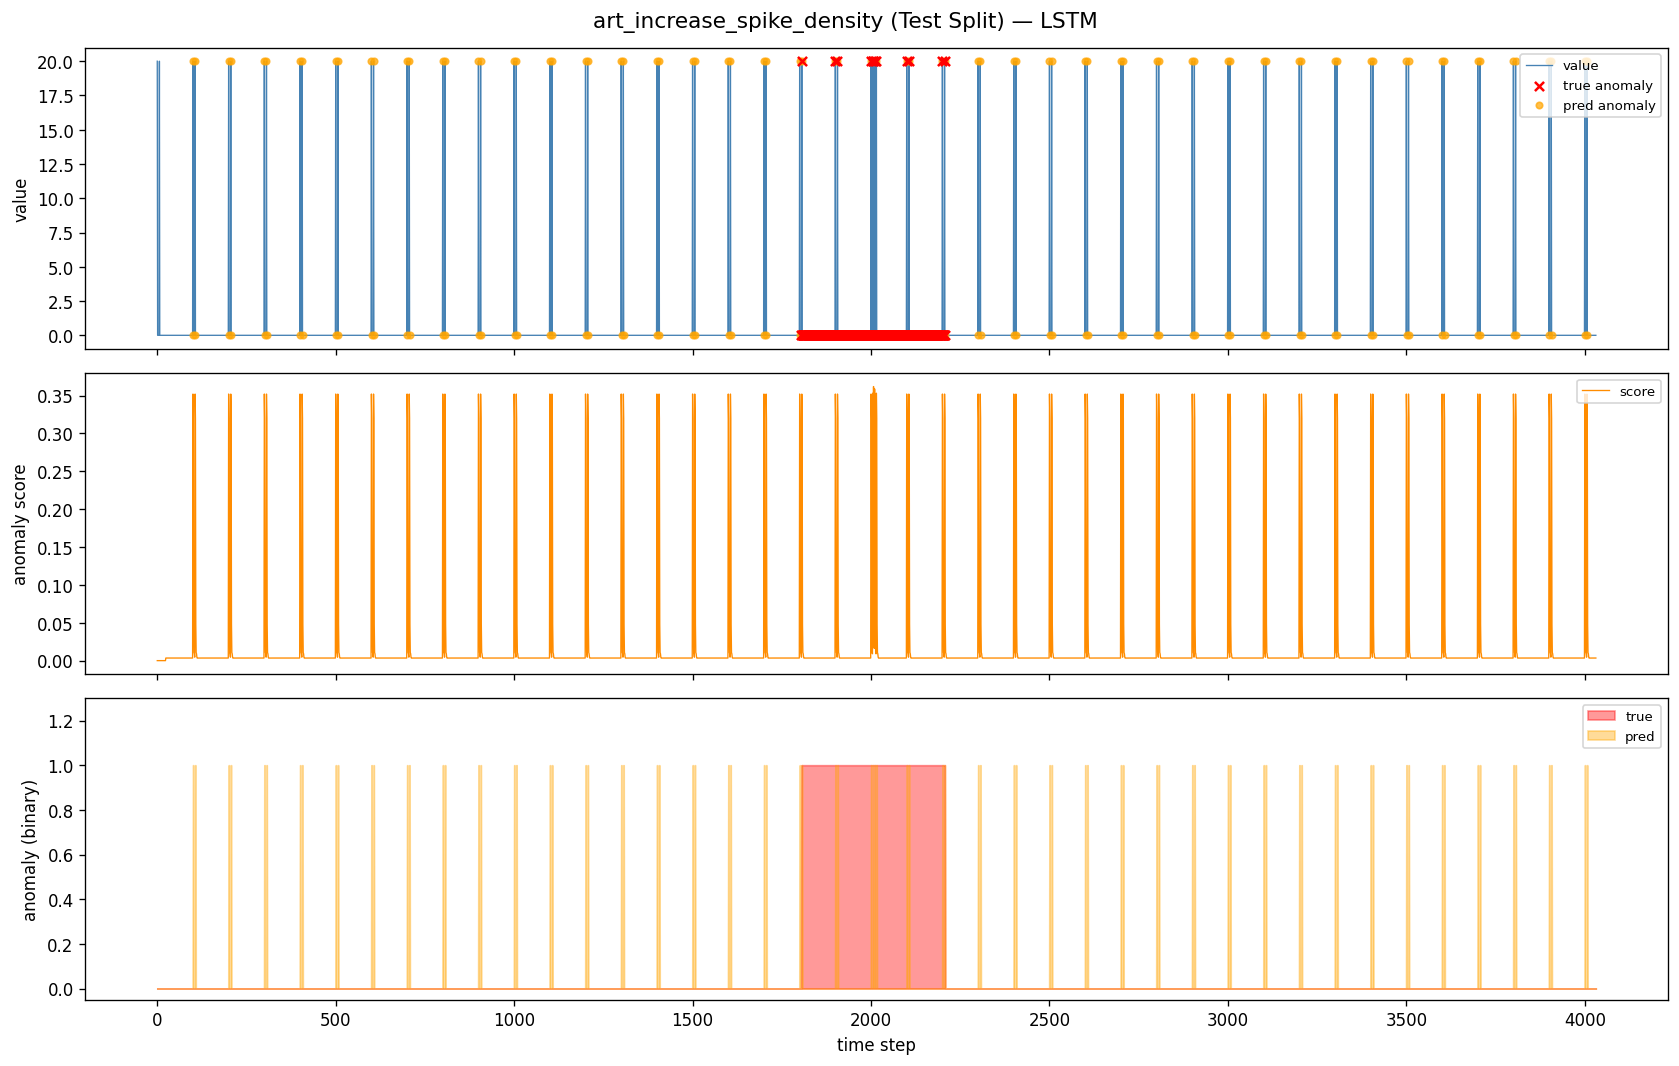 art_increase_spike_density (Test Split) — LSTM
value
20.0
17.5
15.0
12.5
10.0
7.5
5.0
2.5
0.0
value
true anomaly
pred anomaly
anomaly score
0.35
0.30
0.25
0.20
0.15
0.10
0.05
0.00
score
anomaly (binary)
1.2
1.0
0.8
0.6
0.4
0.2
0.0
true
pred
0 500 1000 1500 2000 2500 3000 3500 4000
time step